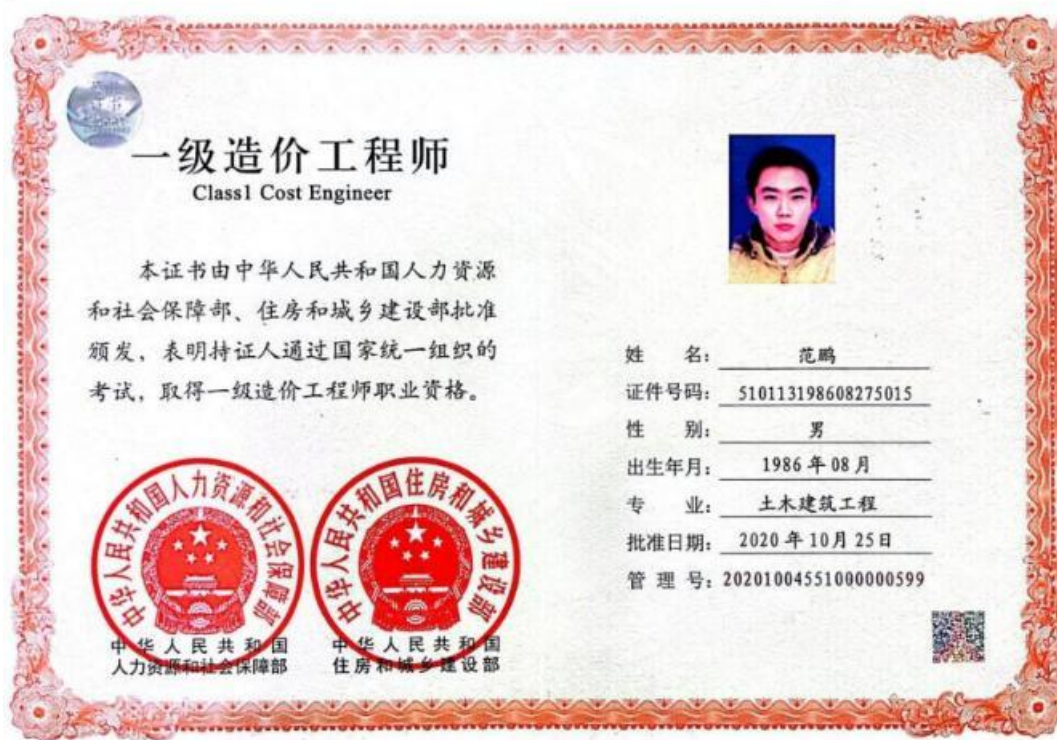 一级造价工程师
Class1 Cost Engineer
本证书由中华人民共和国人力资源
和社会保障部、住房和城乡建设部批准
颁发，表明持证人通过国家统一组织的
考试，取得一级造价工程师职业资格。
中华人民共和国人力资源和社会保障部
中华人民共和国
人力资源和社会保障部
中华人民共和国住房和城乡建设部
中华人民共和国
住房和城乡建设部
姓名：范鹏
证件号码：510113198608275015
性别：男
出生年月：1986年08月
专业：土木建筑工程
批准日期：2020年10月25日
管理号：20201004551000000599